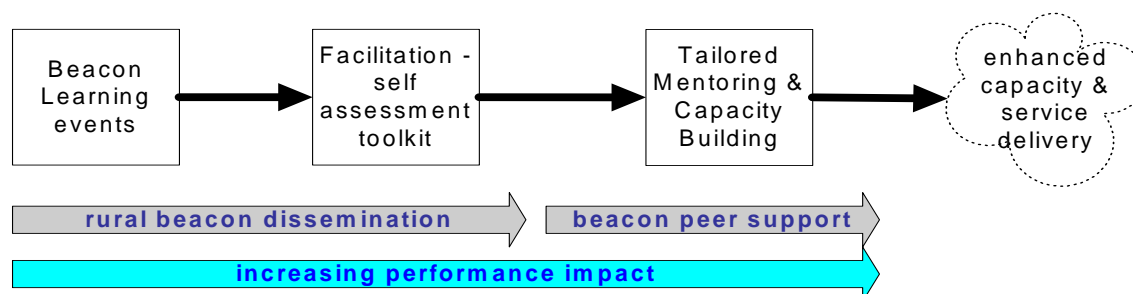 Beacon
Learning
events
Facilitation -
self
assessment
toolkit
Tailored
Mentoring &
Capacity
Building
enhanced
capacity &
service
delivery
rural beacon dissemination
beacon peer support
increasing performance impact